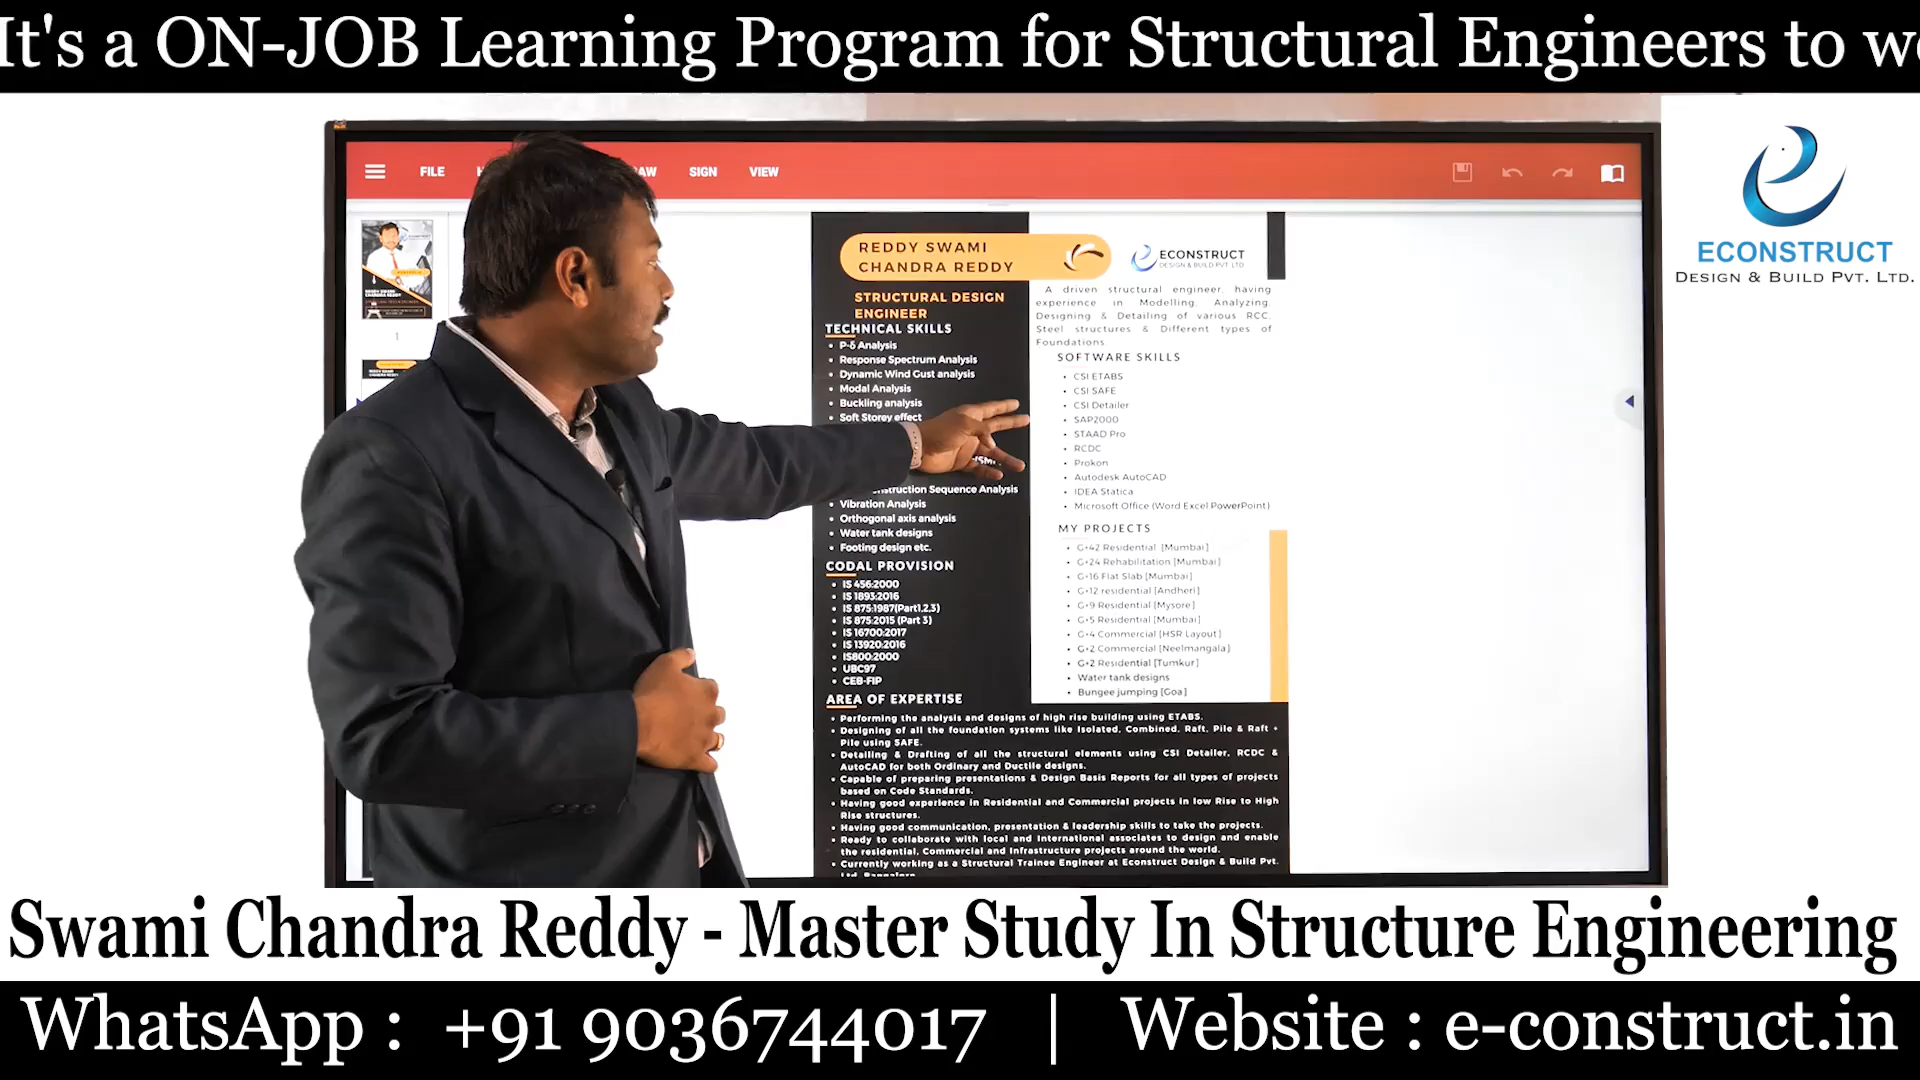 It's a ON-JOB Learning Program for Structural Engineers to we
FILE
SIGN
VIEW
ECONSTRUCT
DESIGN & BUILD PVT. LTD.
REDDY SWAMI
CHANDRA REDDY
ECONSTRUCT
DESIGN & BUILD PVT. LTD.
STRUCTURAL DESIGN
ENGINEER
TECHNICAL SKILLS
• P-δ Analysis
• Response Spectrum Analysis
• Dynamic Wind Gust analysis
• Modal Analysis
• Buckling analysis
• Soft Storey effect
Sequence Analysis
• Vibration Analysis
• Orthogonal axis analysis
• Water tank designs
• Footing design etc.
CODAL PROVISION
• IS 456:2000
• IS 1893:2016
• IS 875:1987(Part1,2,3)
• IS 875:2015 (Part 3)
• IS 16700:2017
• IS 13920:2016
• IS800:2000
• UBC97
• CEB-FIP
A driven structural engineer, having
experience in Modelling, Analyzing,
Designing & Detailing of various RCC,
Steel structures & Different types of
Foundations.
SOFTWARE SKILLS
• CSI ETABS
• CSI SAFE
• CSI Detailer
• SAP2000
• STAAD Pro
• RCDC
• Prokon
• Autodesk AutoCAD
• IDEA Statica
• Microsoft Office (Word Excel PowerPoint)
MY PROJECTS
• G+42 Residential [Mumbai]
• G+24 Rehabilitation [Mumbai]
• G+16 Flat Slab [Mumbai]
• G+12 residential [Andheri]
• G+9 Residential [Mysore]
• G+5 Residential [Mumbai]
• G+4 Commercial [HSR Layout]
• G+2 Commercial [Neelmangala]
• G+2 Residential [Tumkur]
• Water tank designs
• Bungee jumping [Goa]
AREA OF EXPERTISE
• Performing the analysis and designs of high rise building using ETABS.
• Designing of all the foundation systems like Isolated, Combined, Raft, Pile & Raft +
Pile using SAFE.
• Detailing & Drafting of all the structural elements using CSI Detailer, RCDC &
AutoCAD for both Ordinary and Ductile designs.
• Capable of preparing presentations & Design Basis Reports for all types of projects
based on Code Standards.
• Having good experience in Residential and Commercial projects in low Rise to High
Rise structures.
• Having good communication, presentation & leadership skills to take the projects.
• Ready to collaborate with local and International associates to design and enable
the residential, Commercial and Infrastructure projects around the world.
• Currently working as a Structural Trainee Engineer at Econstruct Design & Build Pvt.
Ltd, Bangalore
1
Swami Chandra Reddy - Master Study In Structure Engineering
WhatsApp : +91 9036744017 | Website : e-construct.in